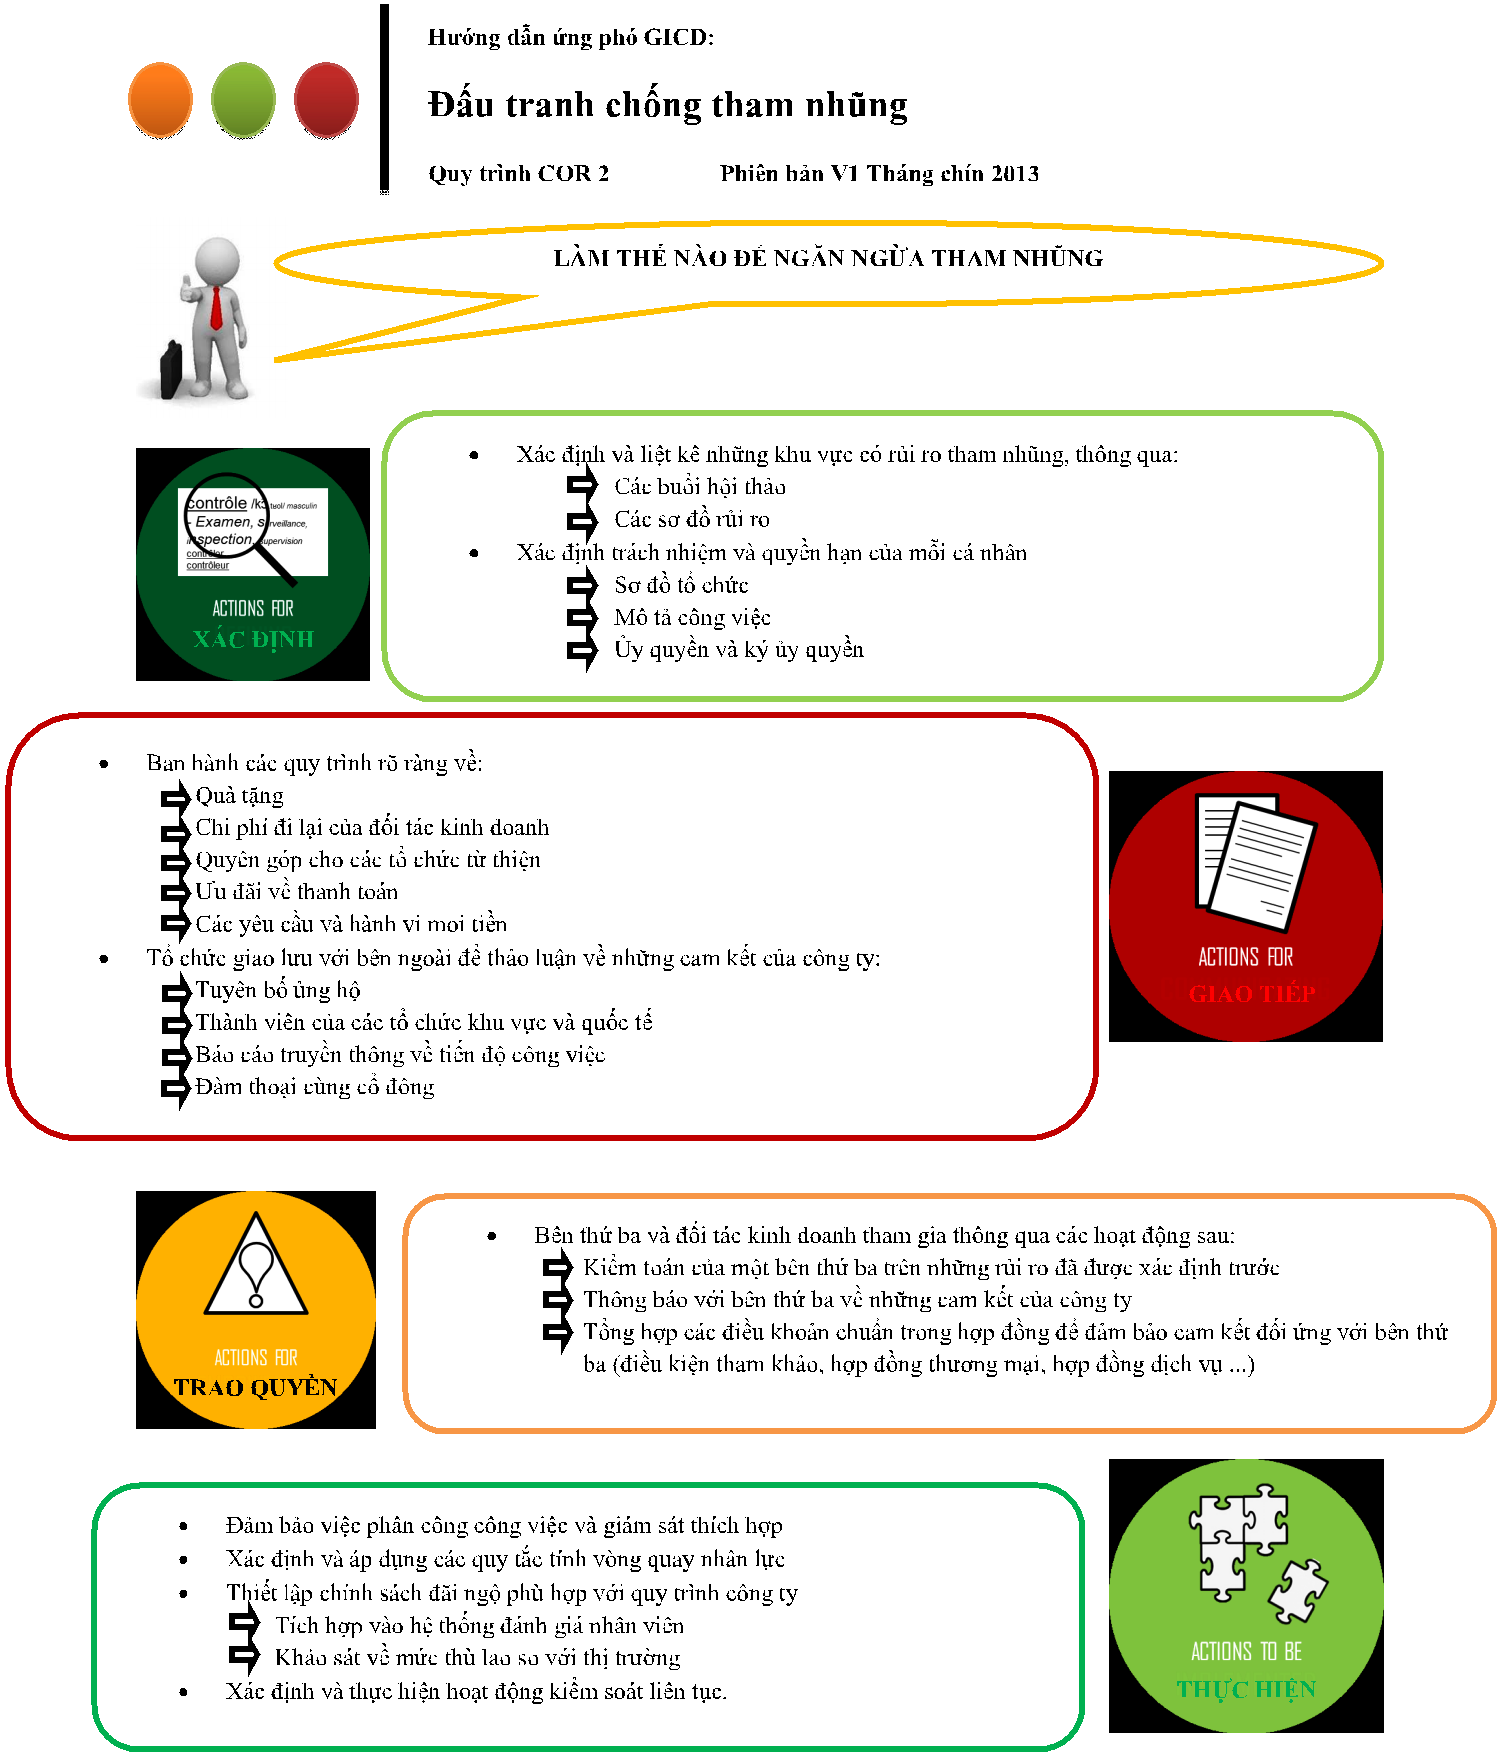 Hướng dẫn ứng phó GICD:
Đấu tranh chống tham nhũng
Quy trình COR 2 Phiên bản V1 Tháng chín 2013
LÀM THẾ NÀO ĐỂ NGĂN NGỪA THAM NHŨNG
contrôle /kɔ̃tʁol/ masculin
- Examen, surveillance,
inspection, supervision
contrôler
contrôleur
ACTIONS FOR
XÁC ĐỊNH
• Xác định và liệt kê những khu vực có rủi ro tham nhũng, thông qua:
Các buổi hội thảo
Các sơ đồ rủi ro
• Xác định trách nhiệm và quyền hạn của mỗi cá nhân
Sơ đồ tổ chức
Mô tả công việc
Ủy quyền và ký ủy quyền
• Ban hành các quy trình rõ ràng về:
Quà tặng
Chi phí đi lại của đối tác kinh doanh
Quyên góp cho các tổ chức từ thiện
Ưu đãi về thanh toán
Các yêu cầu và hành vi moi tiền
• Tổ chức giao lưu với bên ngoài để thảo luận về những cam kết của công ty:
Tuyên bố ủng hộ
Thành viên của các tổ chức khu vực và quốc tế
Báo cáo truyền thông về tiến độ công việc
Đàm thoại cùng cổ đông
ACTIONS FOR
GIAO TIẾP
ACTIONS FOR
TRAO QUYỀN
• Bên thứ ba và đối tác kinh doanh tham gia thông qua các hoạt động sau:
Kiểm toán của một bên thứ ba trên những rủi ro đã được xác định trước
Thông báo với bên thứ ba về những cam kết của công ty
Tổng hợp các điều khoản chuẩn trong hợp đồng để đảm bảo cam kết đối ứng với bên thứ
ba (điều kiện tham khảo, hợp đồng thương mại, hợp đồng dịch vụ ...)
• Đảm bảo việc phân công công việc và giám sát thích hợp
• Xác định và áp dụng các quy tắc tính vòng quay nhân lực
• Thiết lập chính sách đãi ngộ phù hợp với quy trình công ty
Tích hợp vào hệ thống đánh giá nhân viên
Khảo sát về mức thù lao so với thị trường
• Xác định và thực hiện hoạt động kiểm soát liên tục.
ACTIONS TO BE
THỰC HIỆN